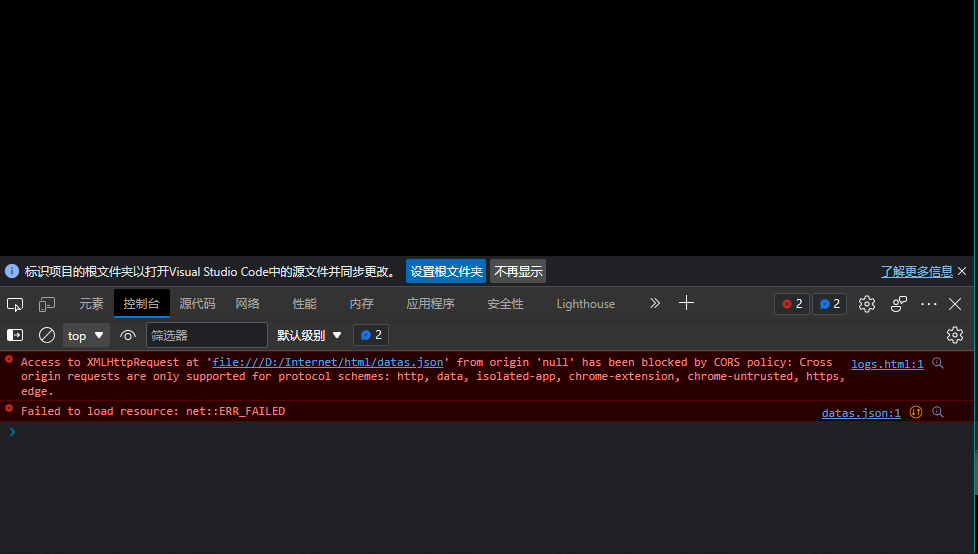 标识项目的根文件夹以打开Visual Studio Code中的源文件并同步更改。 设置根文件夹 不再显示 了解更多信息
元素 控制台 源代码 网络 性能 内存 应用程序 安全性 Lighthouse 2 2
top 筛选器 默认级别 2
Access to XMLHttpRequest at 'file:///D:/Internet/html/datas.json' from origin 'null' has been blocked by CORS policy: Cross logs.html:1
origin requests are only supported for protocol schemes: http, data, isolated-app, chrome-extension, chrome-untrusted, https,
edge.
Failed to load resource: net::ERR_FAILED datas.json:1